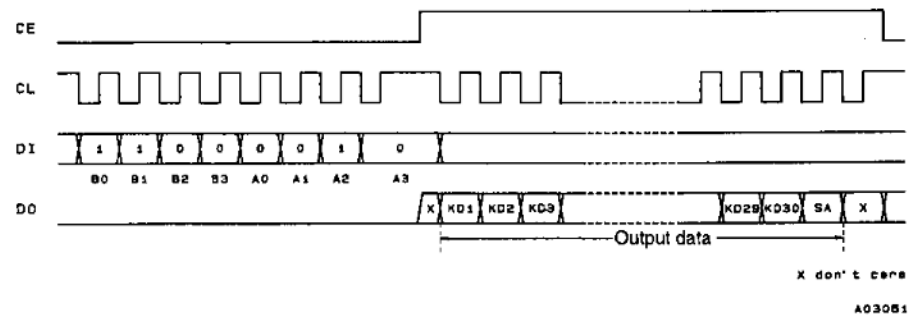 CE
CL
DI 1 1 0 0 0 0 1 0
B0 B1 B2 B3 A0 A1 A2 A3
DO X KD1 KD2 KD3 KD29 KD30 SA X
Output data
X don't care
A03051